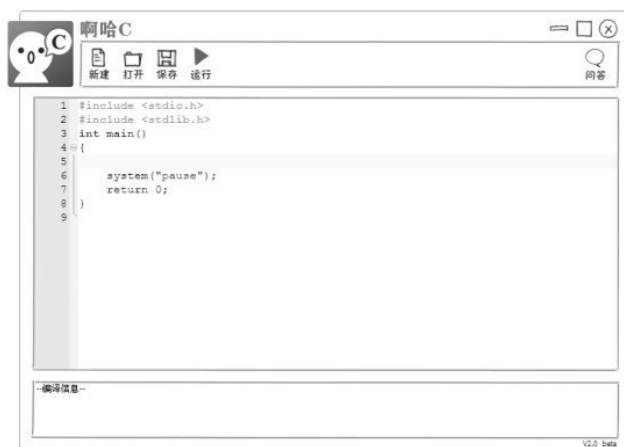 C
啊哈C
新建 打开 保存 运行
问答
1 #include <stdio.h>
2 #include <stdlib.h>
3 int main()
4 {
5
6 system("pause");
7 return 0;
8 }
9
--编译信息--
V2.0 beta